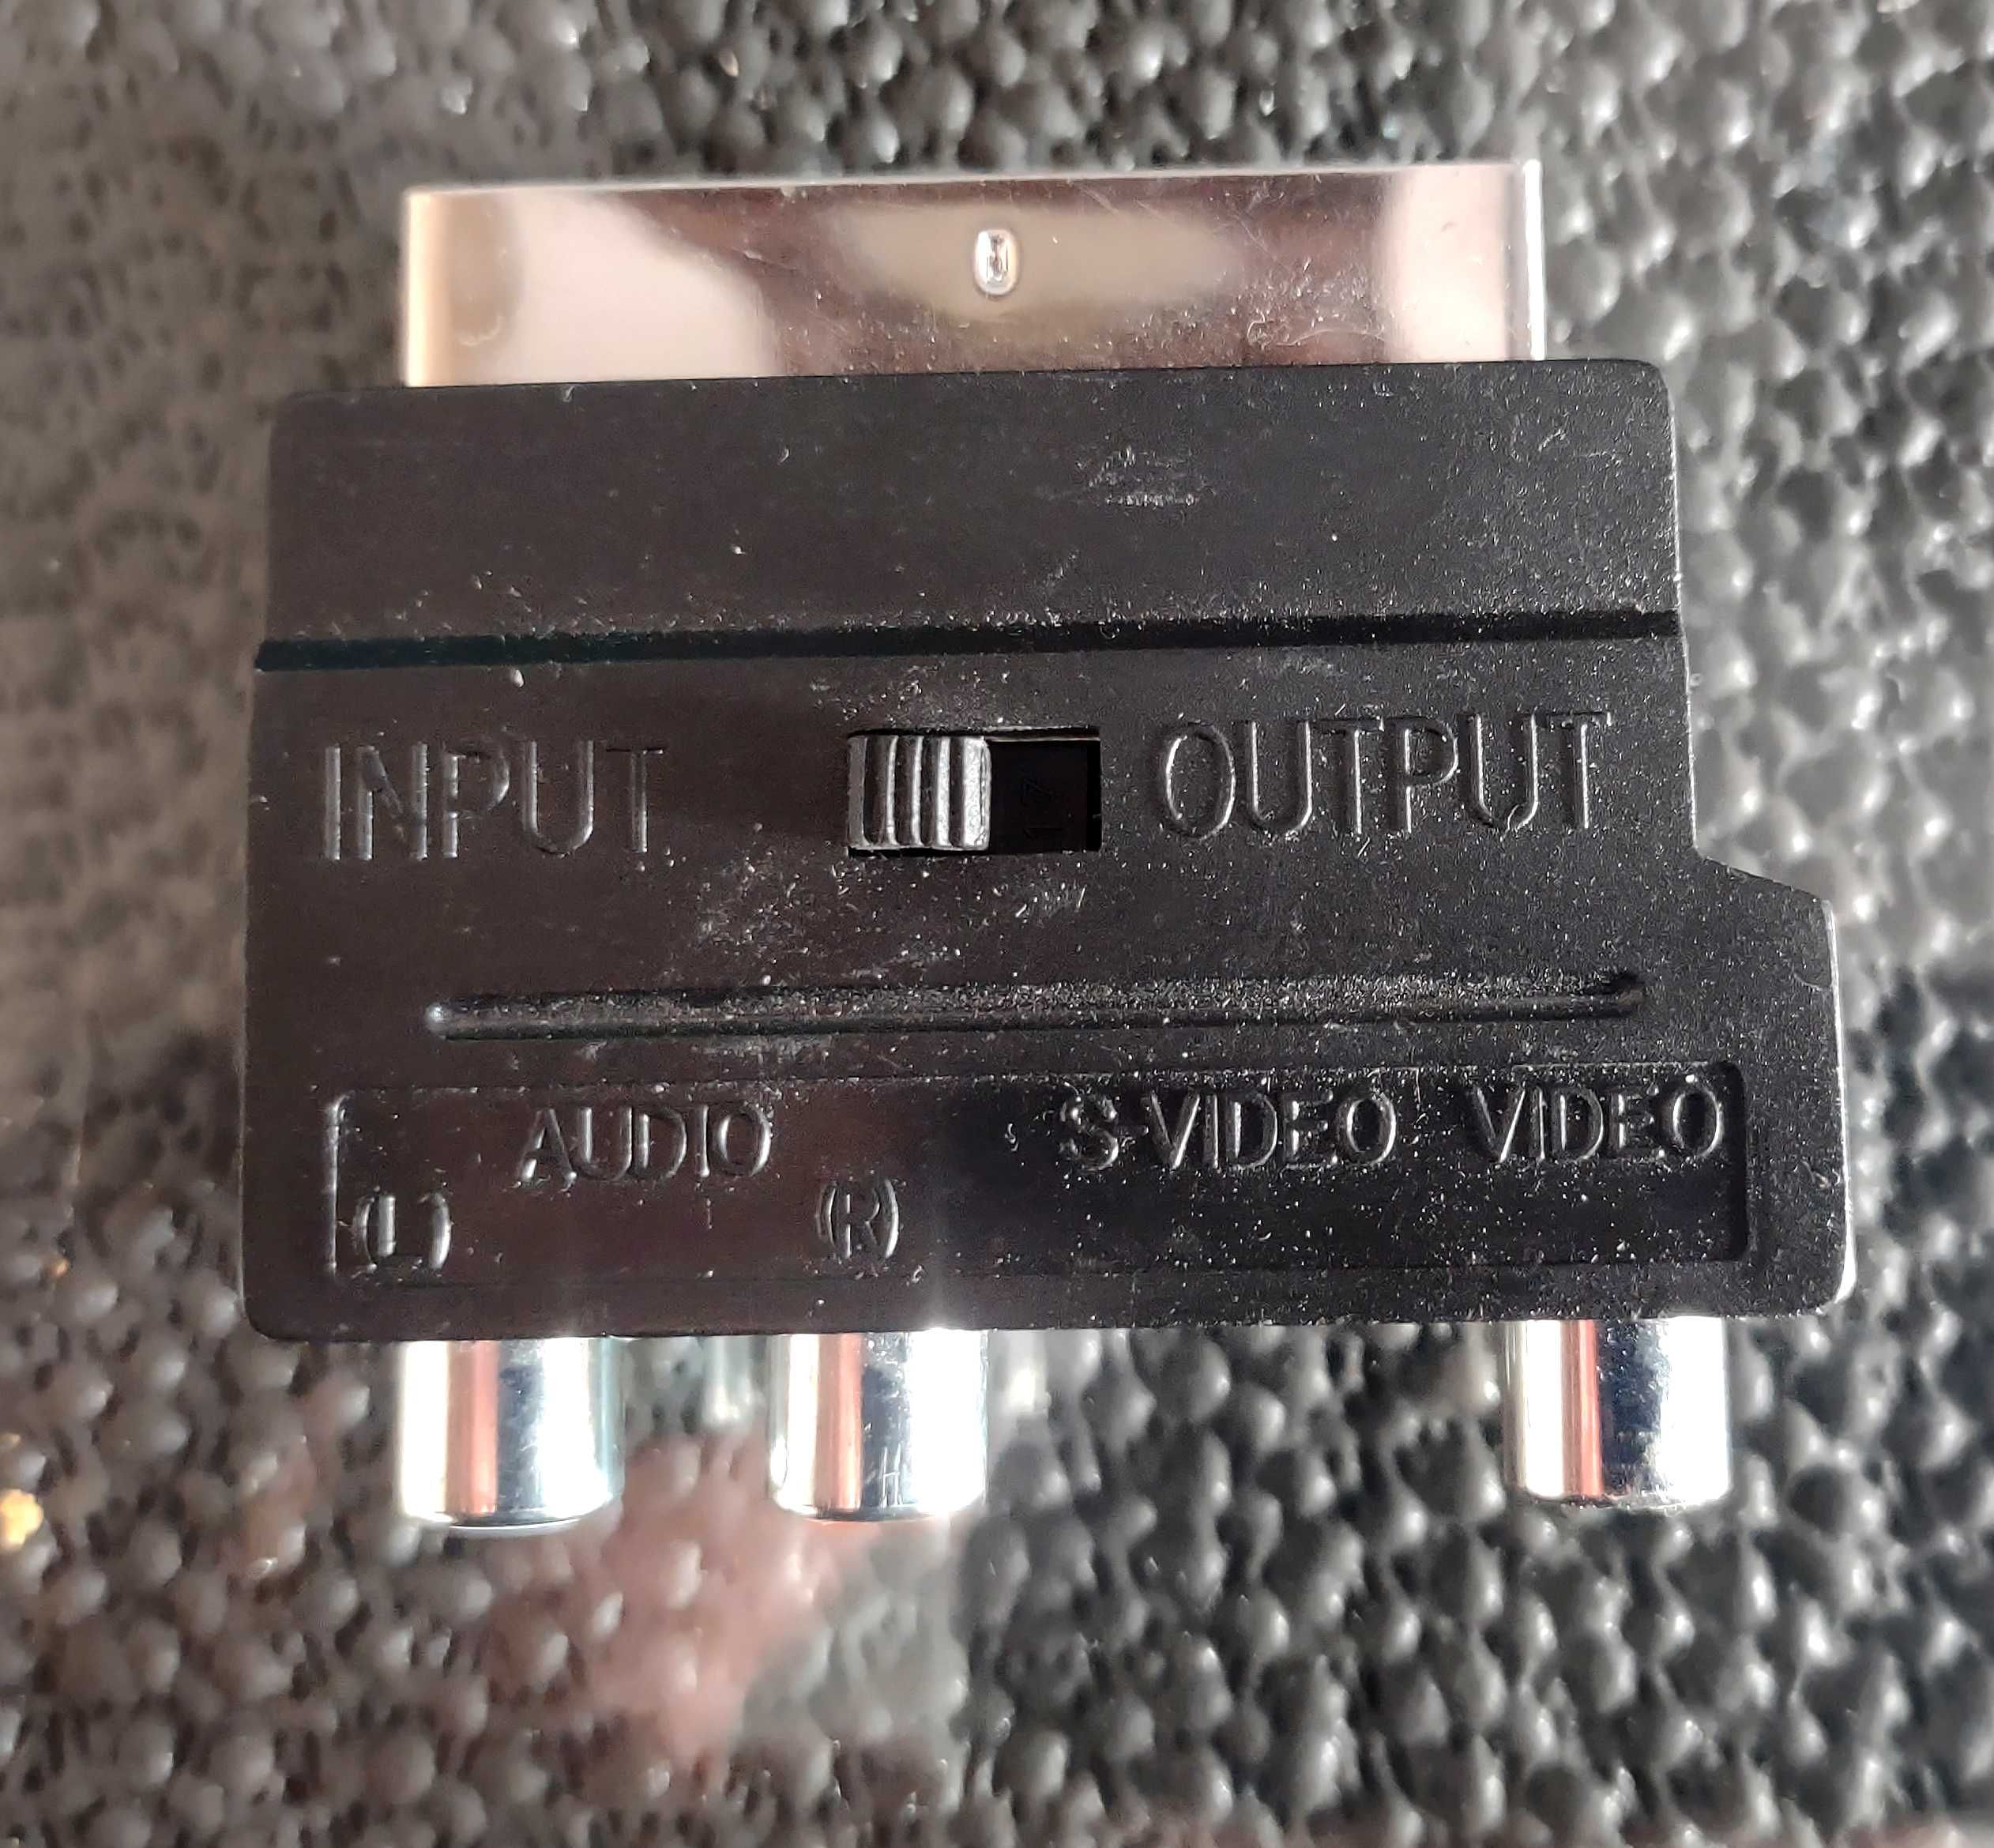 INPUT OUTPUT
AUDIO S-VIDEO VIDEO
(L) (R)